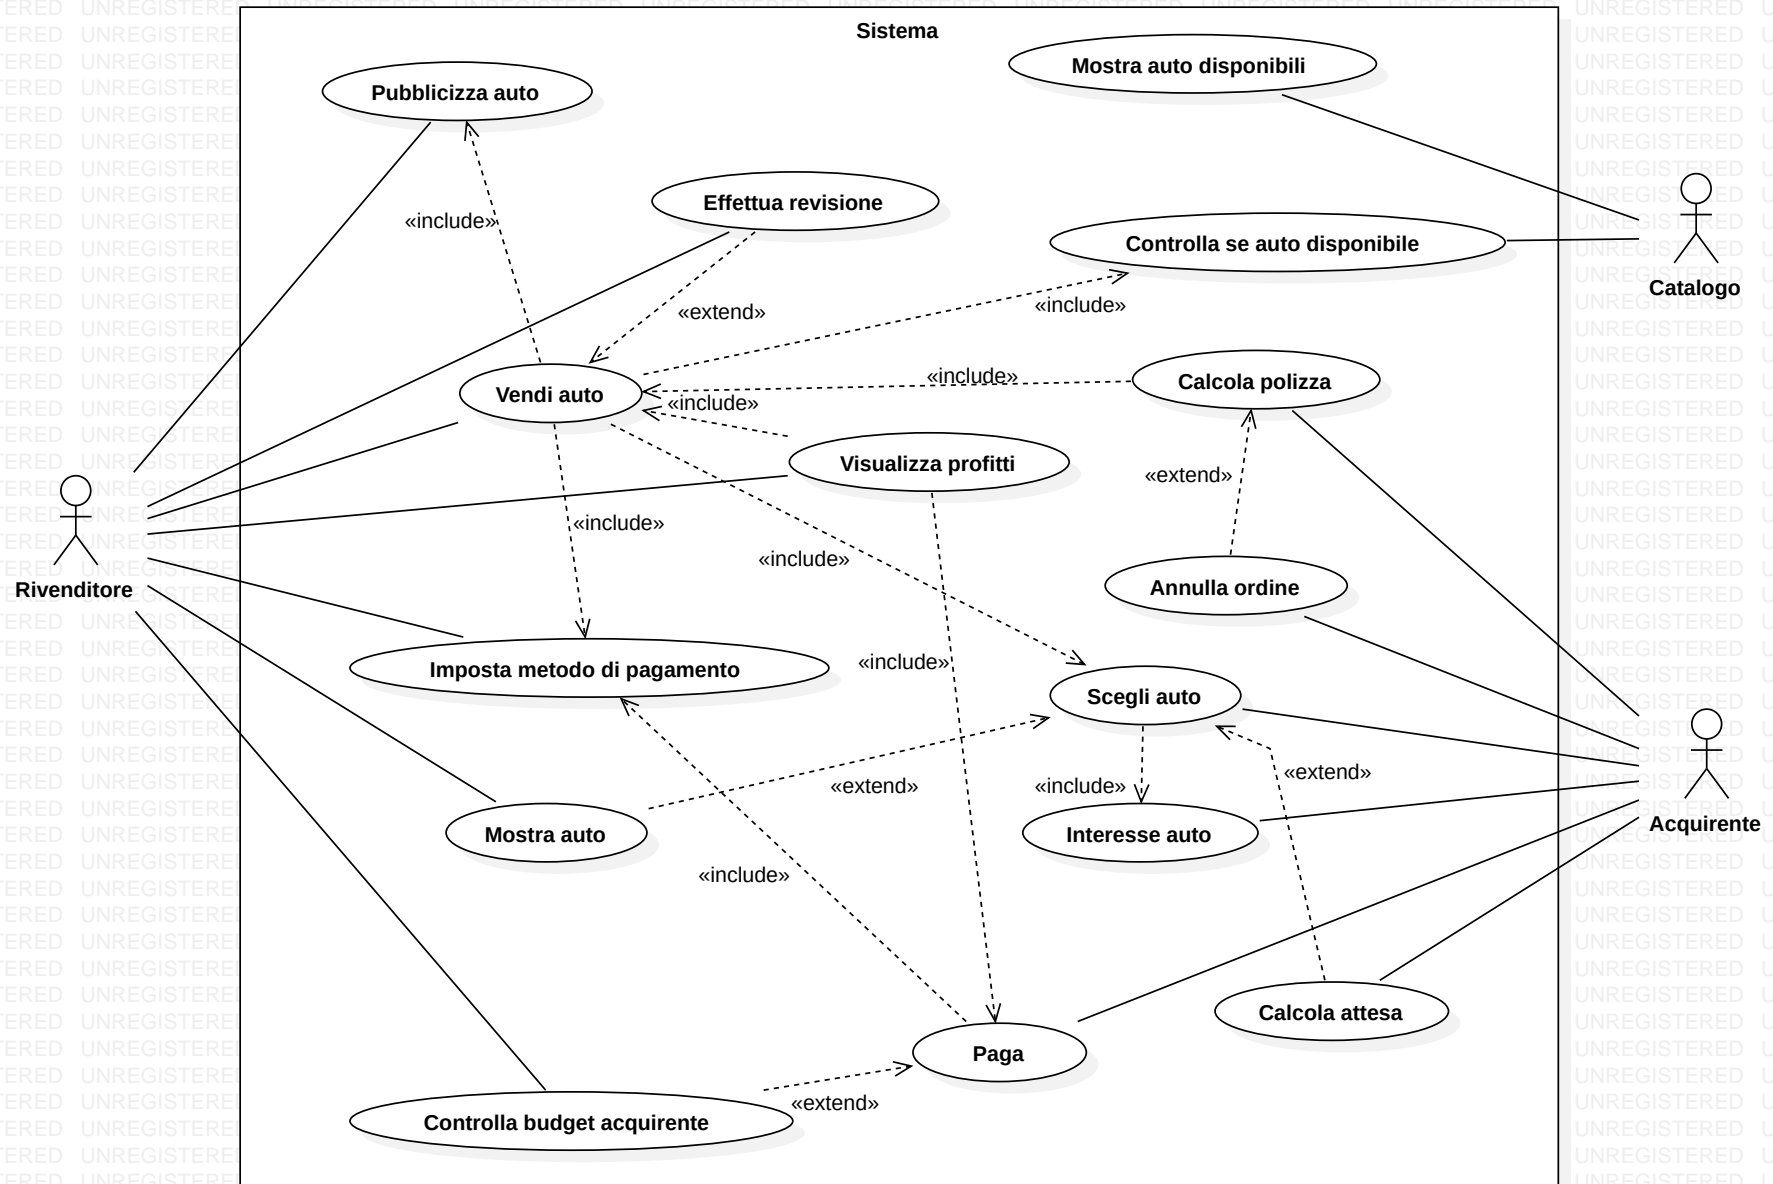 Sistema
Mostra auto disponibili
Pubblicizza auto
Effettua revisione
«include»
Controlla se auto disponibile
Catalogo
«extend»
«include»
«include»
Calcola polizza
Vendi auto
«include»
Visualizza profitti
«extend»
«include»
«include»
Rivenditore
Annulla ordine
«include»
Imposta metodo di pagamento
Scegli auto
«extend»
«include»
«extend»
Mostra auto
Interesse auto
Acquirente
«include»
Calcola attesa
Paga
«extend»
Controlla budget acquirente
UNREGISTERED